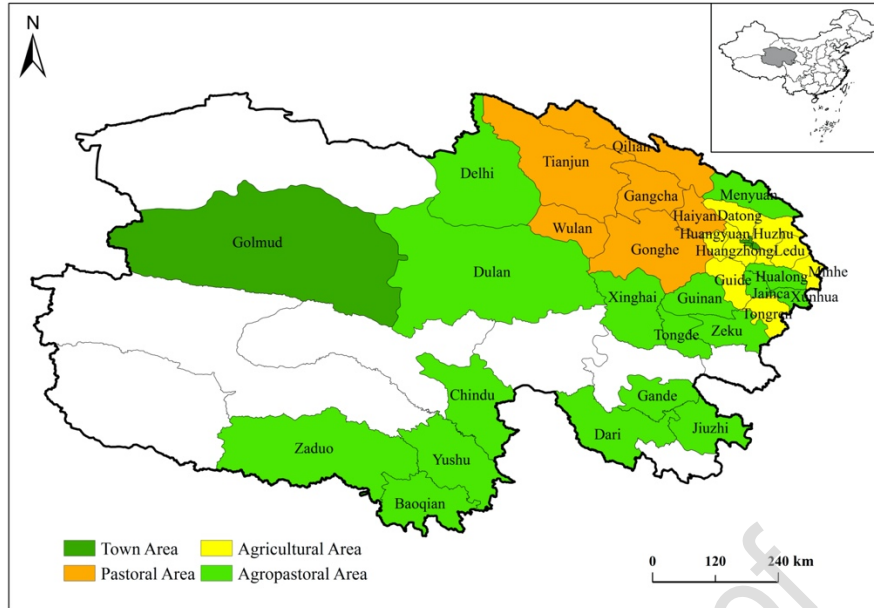 N
Qilian
Tianjun
Delhi
Gangcha
Menyuan
Haiyan Datong
Wulan
Huangyuan Huzhu
Golmud
Gonghe
Huangzhong Ledu
Dulan
Minhe
Guide
Hualong
Xinghai
Guinan
Jainca
Xunhua
Tongren
Tongde
Zeku
Chindu
Gande
Dari
Jiuzhi
Zaduo
Yushu
Baoqian
Town Area
Agricultural Area
Pastoral Area
Agropastoral Area
0 120 240 km